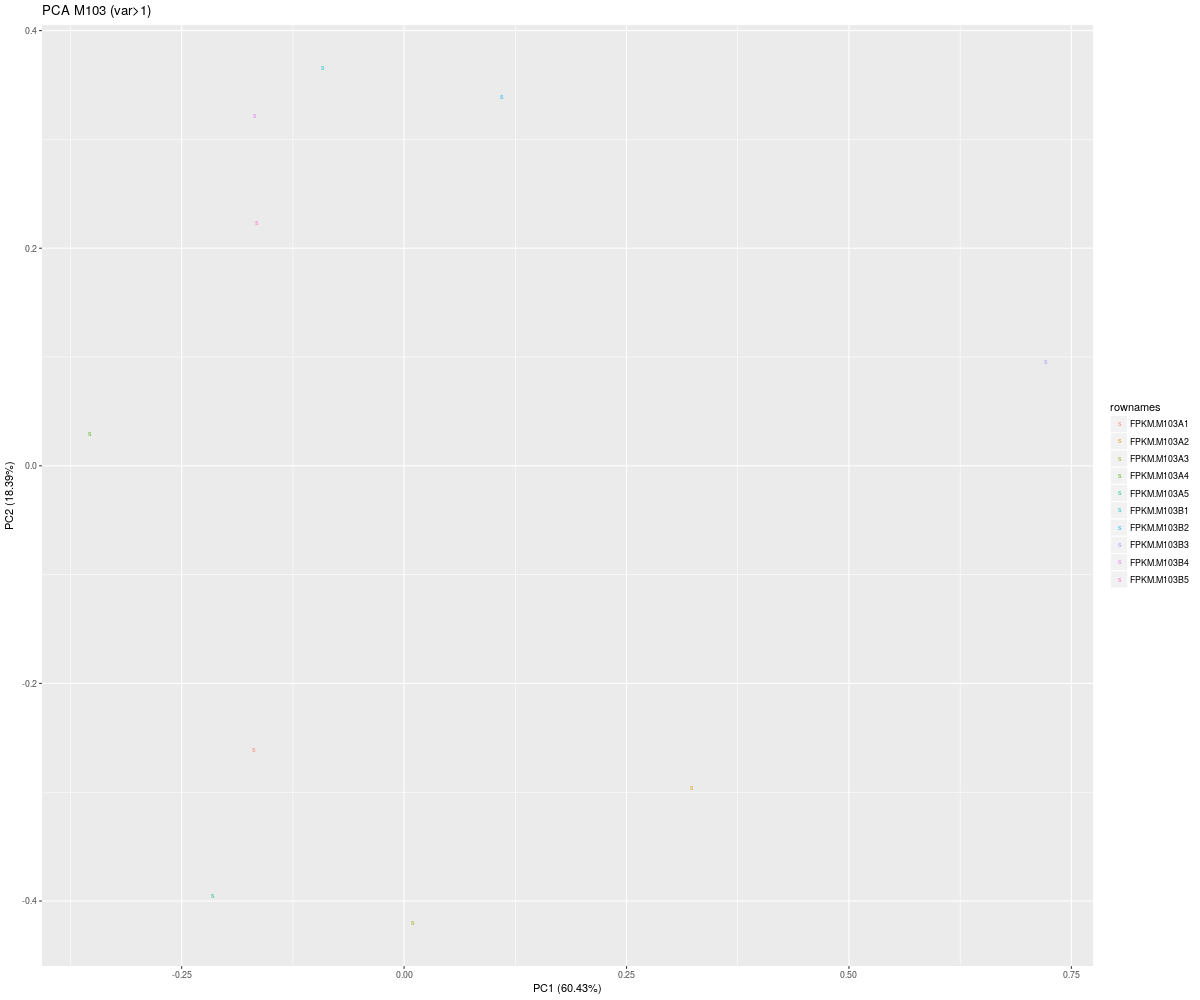 PCA M103 (var>1)
0.4
0.2
0.0
-0.2
-0.4
PC2 (18.39%)
s
s
s
s
s
s
s
s
s
s
-0.25
0.00
0.25
0.50
0.75
PC1 (60.43%)
rownames
s FPKM.M103A1
s FPKM.M103A2
s FPKM.M103A3
s FPKM.M103A4
s FPKM.M103A5
s FPKM.M103B1
s FPKM.M103B2
s FPKM.M103B3
s FPKM.M103B4
s FPKM.M103B5